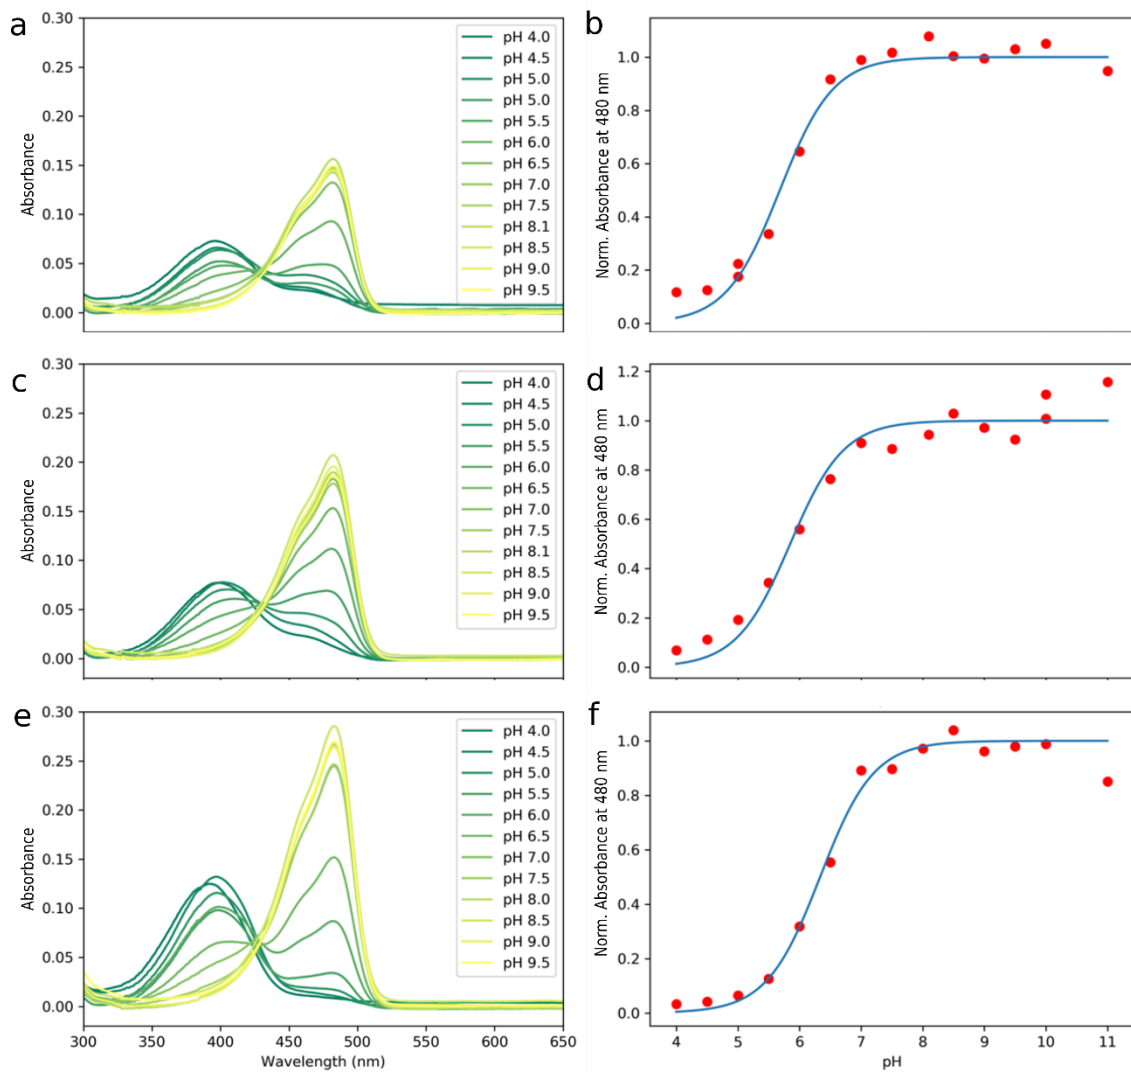 a
0.30
0.25
0.20
0.15
0.10
0.05
0.00
Absorbance
pH 4.0
pH 4.5
pH 5.0
pH 5.0
pH 5.5
pH 6.0
pH 6.5
pH 7.0
pH 7.5
pH 8.1
pH 8.5
pH 9.0
pH 9.5
b
1.0
0.8
0.6
0.4
0.2
0.0
Norm. Absorbance at 480 nm
c
0.30
0.25
0.20
0.15
0.10
0.05
0.00
Absorbance
pH 4.0
pH 4.5
pH 5.0
pH 5.5
pH 6.0
pH 6.5
pH 7.0
pH 7.5
pH 8.1
pH 8.5
pH 9.0
pH 9.5
d
1.2
1.0
0.8
0.6
0.4
0.2
0.0
Norm. Absorbance at 480 nm
e
0.30
0.25
0.20
0.15
0.10
0.05
0.00
Absorbance
pH 4.0
pH 4.5
pH 5.0
pH 5.5
pH 6.0
pH 6.5
pH 7.0
pH 7.5
pH 8.0
pH 8.5
pH 9.0
pH 9.5
300 350 400 450 500 550 600 650
Wavelength (nm)
f
1.0
0.8
0.6
0.4
0.2
0.0
Norm. Absorbance at 480 nm
4 5 6 7 8 9 10 11
pH